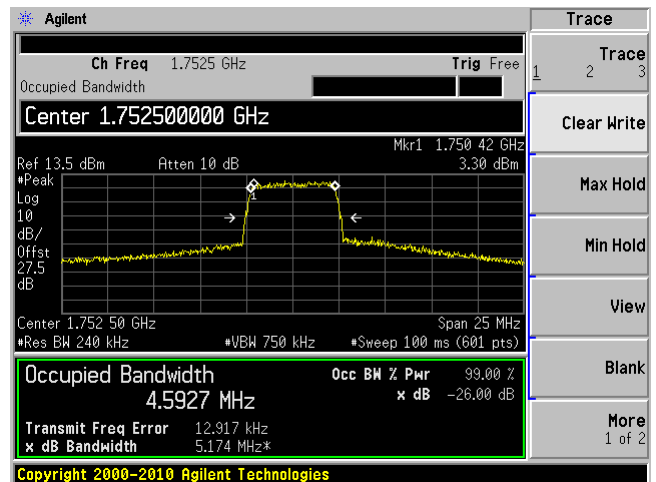 Agilent
Trace
Ch Freq 1.7525 GHz Trig Free
Occupied Bandwidth
Trace
1 2 3
Center 1.752500000 GHz
Clear Write
Mkr1 1.750 42 GHz
Ref 13.5 dBm Atten 10 dB 3.30 dBm
#Peak
Log
10
dB/
Offst
27.5
dB
1
Max Hold
Min Hold
View
Center 1.752 50 GHz Span 25 MHz
#Res BW 240 kHz #VBW 750 kHz #Sweep 100 ms (601 pts)
Occupied Bandwidth Occ BW % Pwr 99.00 %
4.5927 MHz x dB -26.00 dB
Blank
Transmit Freq Error 12.917 kHz
x dB Bandwidth 5.174 MHz*
More
1 of 2
Copyright 2000-2010 Agilent Technologies